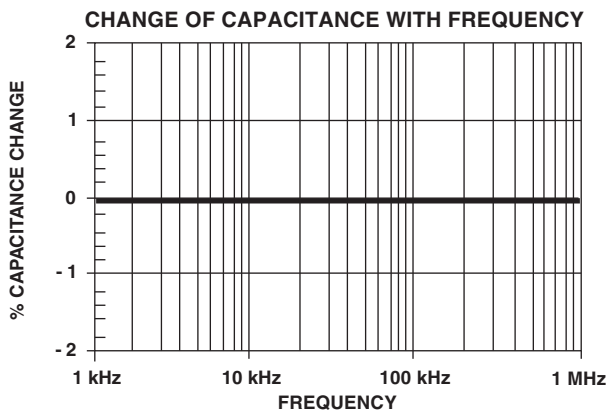 CHANGE OF CAPACITANCE WITH FREQUENCY
% CAPACITANCE CHANGE
2
1
0
- 1
- 2
1 kHz 10 kHz 100 kHz 1 MHz
FREQUENCY